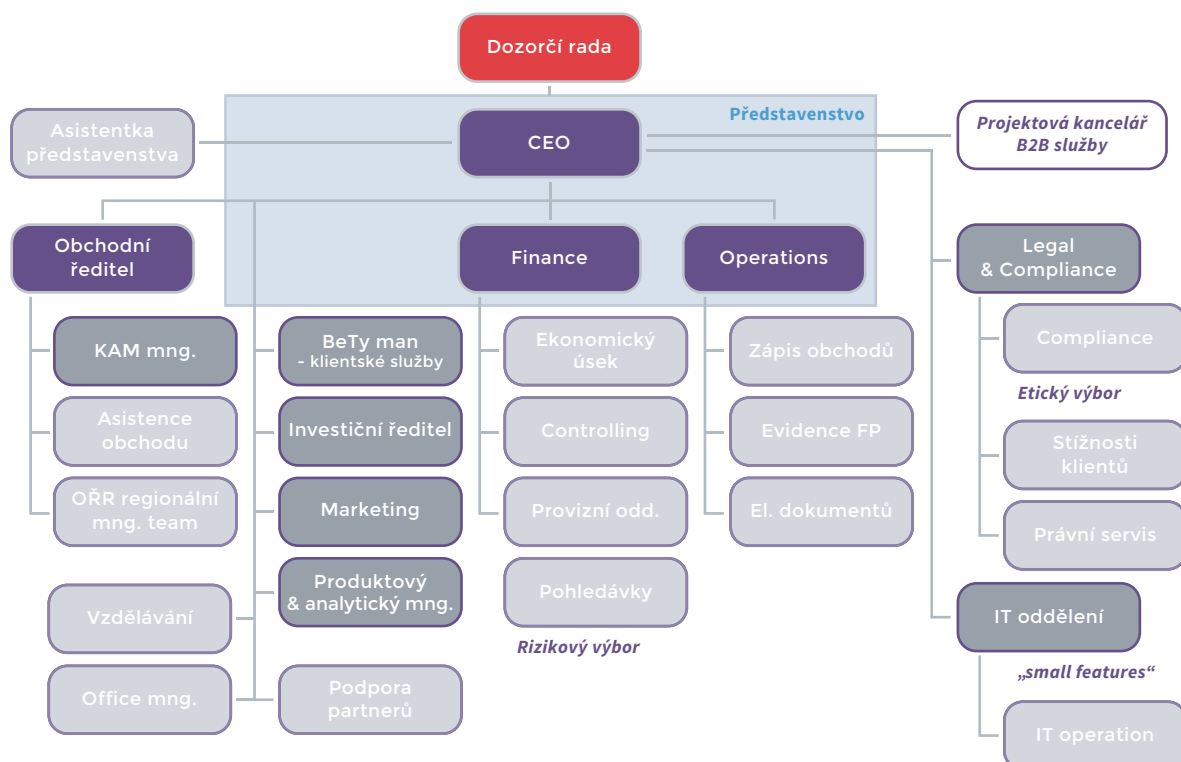 Dozorčí rada
Představenstvo
Asistentka
představenstva
CEO
Projektová kancelář
B2B služby
Obchodní
ředitel
Finance
Operations
Legal
& Compliance
KAM mng.
BeTy man
- klientské služby
Ekonomický
úsek
Zápis obchodů
Compliance
Etický výbor
Asistence
obchodu
Investiční ředitel
Controlling
Evidence FP
Stížnosti
klientů
OŘR regionální
mng. team
Marketing
Provizní odd.
El. dokumentů
Právní servis
Vzdělávání
Produktový
& analytický mng.
Pohledávky
IT oddělení
Rizikový výbor
„small features“
Office mng.
Podpora
partnerů
IT operation